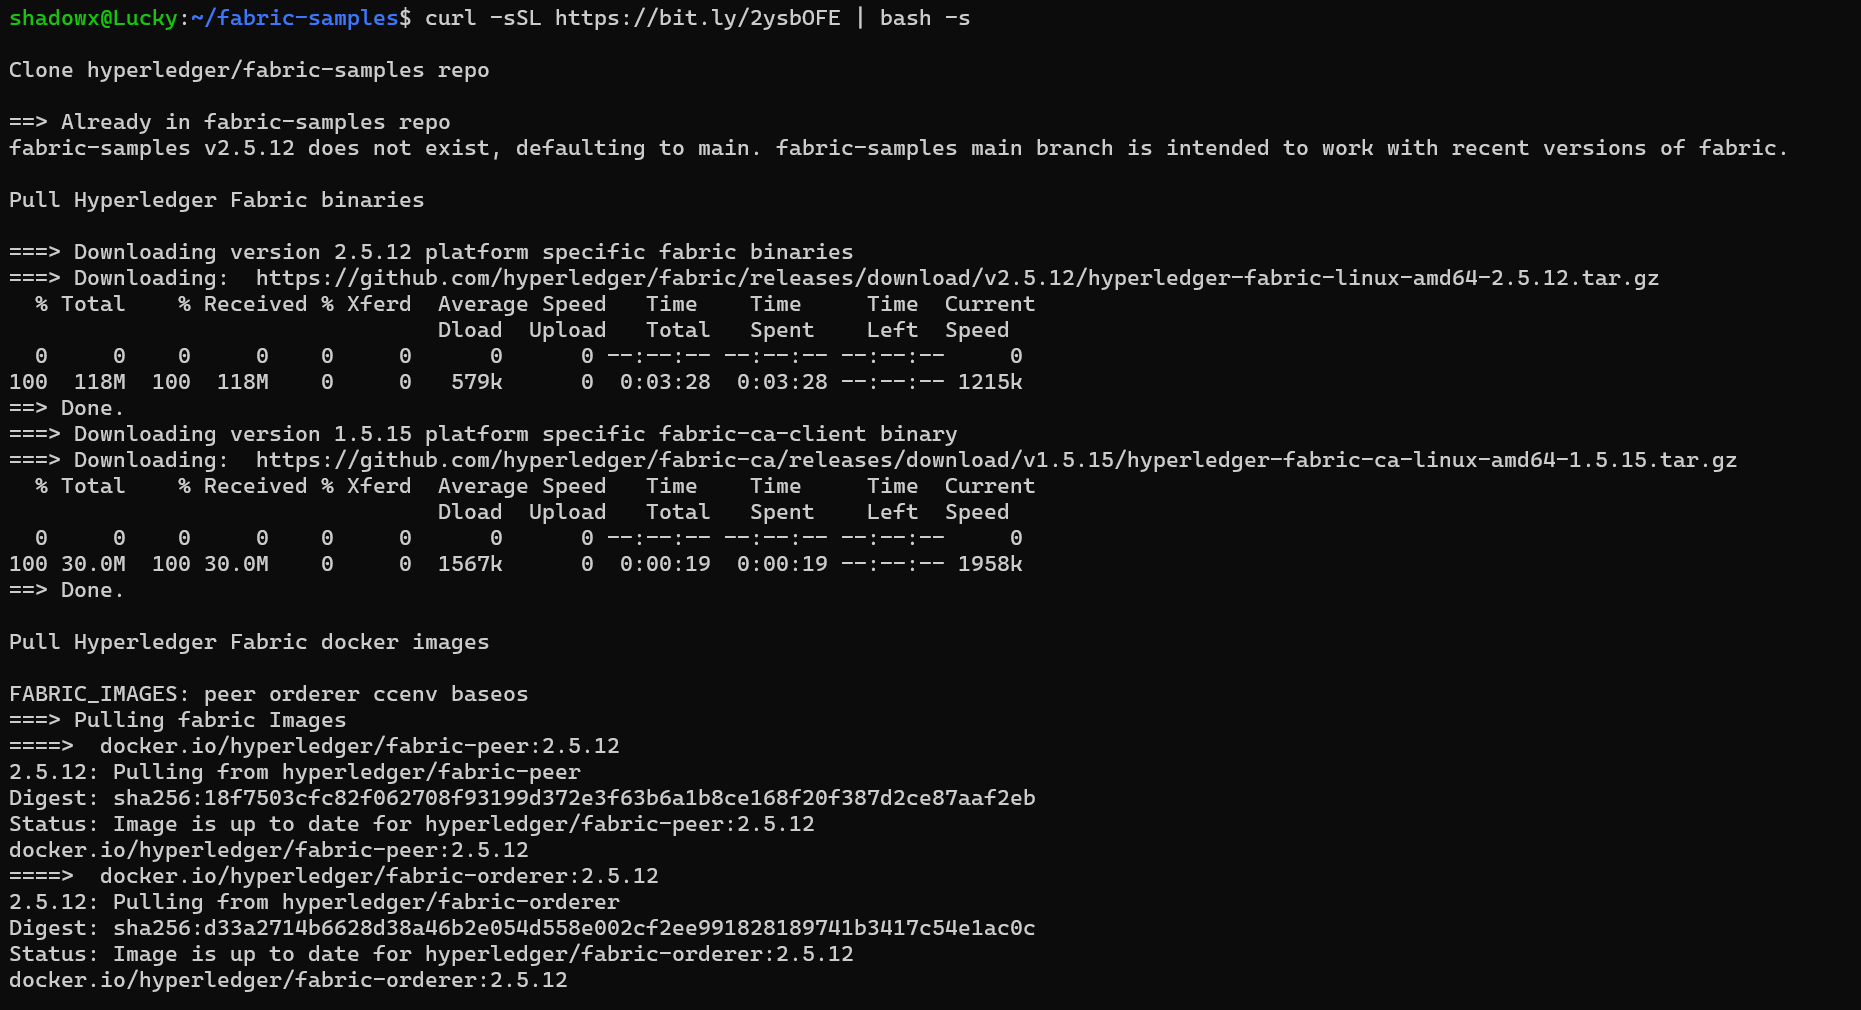 shadowx@Lucky:~/fabric-samples$ curl -sSL https://bit.ly/2ysbOFE | bash -s
Clone hyperledger/fabric-samples repo
==> Already in fabric-samples repo
fabric-samples v2.5.12 does not exist, defaulting to main. fabric-samples main branch is intended to work with recent versions of fabric.
Pull Hyperledger Fabric binaries
===> Downloading version 2.5.12 platform specific fabric binaries
===> Downloading:  https://github.com/hyperledger/fabric/releases/download/v2.5.12/hyperledger-fabric-linux-amd64-2.5.12.tar.gz
  % Total    % Received % Xferd  Average Speed   Time    Time     Time  Current
                                 Dload  Upload   Total   Spent    Left  Speed
  0     0    0     0    0     0      0      0 --:--:-- --:--:-- --:--:--     0
100  118M  100  118M    0     0   579k      0  0:03:28  0:03:28 --:--:-- 1215k
==> Done.
===> Downloading version 1.5.15 platform specific fabric-ca-client binary
===> Downloading:  https://github.com/hyperledger/fabric-ca/releases/download/v1.5.15/hyperledger-fabric-ca-linux-amd64-1.5.15.tar.gz
  % Total    % Received % Xferd  Average Speed   Time    Time     Time  Current
                                 Dload  Upload   Total   Spent    Left  Speed
  0     0    0     0    0     0      0      0 --:--:-- --:--:-- --:--:--     0
100 30.0M  100 30.0M    0     0  1567k      0  0:00:19  0:00:19 --:--:-- 1958k
==> Done.
Pull Hyperledger Fabric docker images
FABRIC_IMAGES: peer orderer ccenv baseos
===> Pulling fabric Images
====>  docker.io/hyperledger/fabric-peer:2.5.12
2.5.12: Pulling from hyperledger/fabric-peer
Digest: sha256:18f7503cfc82f062708f93199d372e3f63b6a1b8ce168f20f387d2ce87aaf2eb
Status: Image is up to date for hyperledger/fabric-peer:2.5.12
docker.io/hyperledger/fabric-peer:2.5.12
====>  docker.io/hyperledger/fabric-orderer:2.5.12
2.5.12: Pulling from hyperledger/fabric-orderer
Digest: sha256:d33a2714b6628d38a46b2e054d558e002cf2ee991828189741b3417c54e1ac0c
Status: Image is up to date for hyperledger/fabric-orderer:2.5.12
docker.io/hyperledger/fabric-orderer:2.5.12